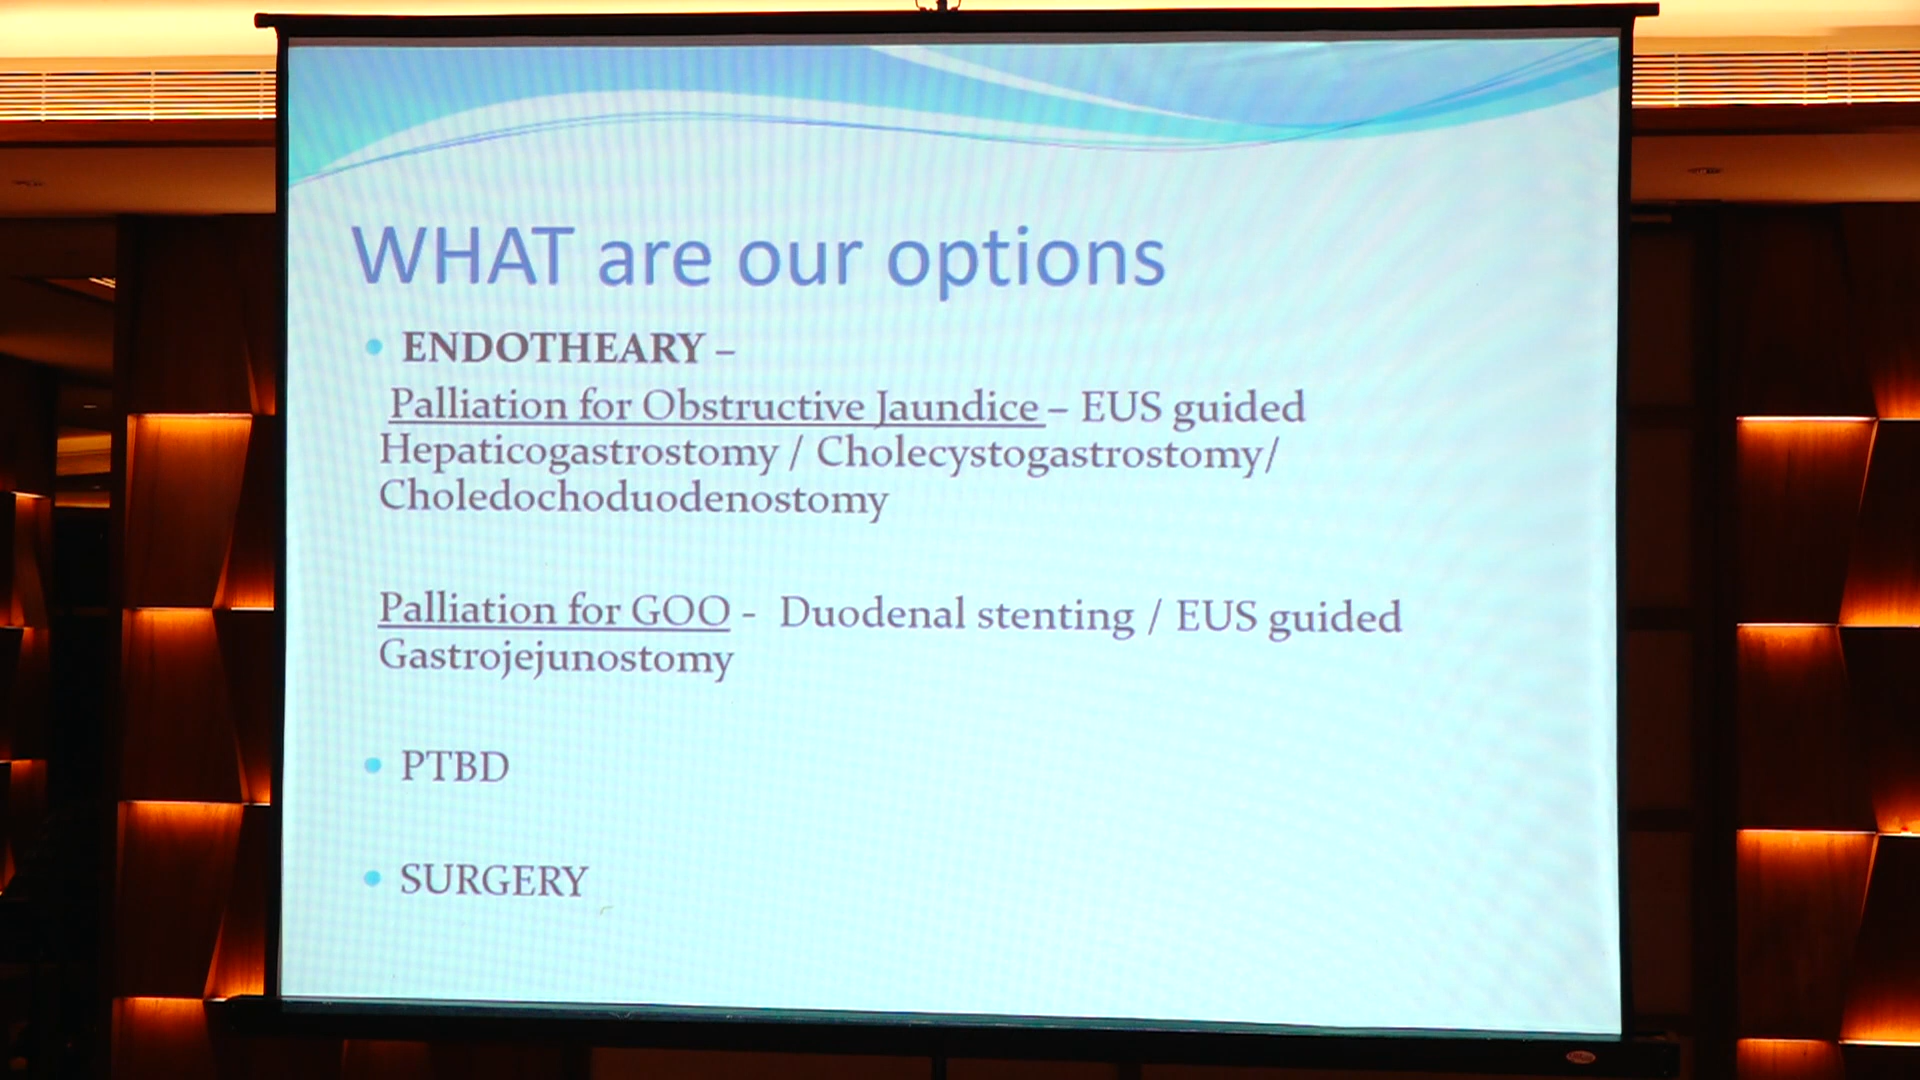 WHAT are our options
• ENDOTHEARY –
Palliation for Obstructive Jaundice – EUS guided
Hepaticogastrostomy / Cholecystogastrostomy/
Choledochoduodenostomy
Palliation for GOO - Duodenal stenting / EUS guided
Gastrojejunostomy
• PTBD
• SURGERY